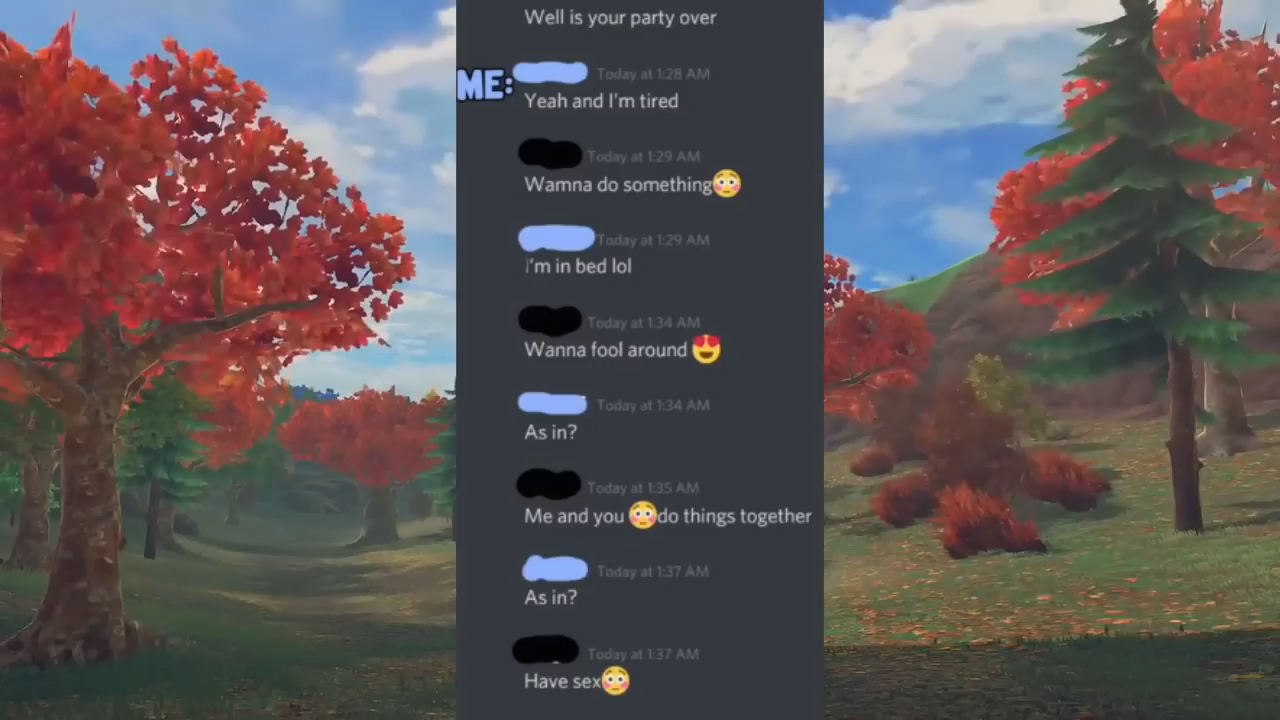 Well is your party over
ME: Today at 1:28 AM
Yeah and I'm tired
Today at 1:29 AM
Wamna do something😳
Today at 1:29 AM
I'm in bed lol
Today at 1:34 AM
Wanna fool around 😍
Today at 1:34 AM
As in?
Today at 1:35 AM
Me and you 😳do things together
Today at 1:37 AM
As in?
Today at 1:37 AM
Have sex😳